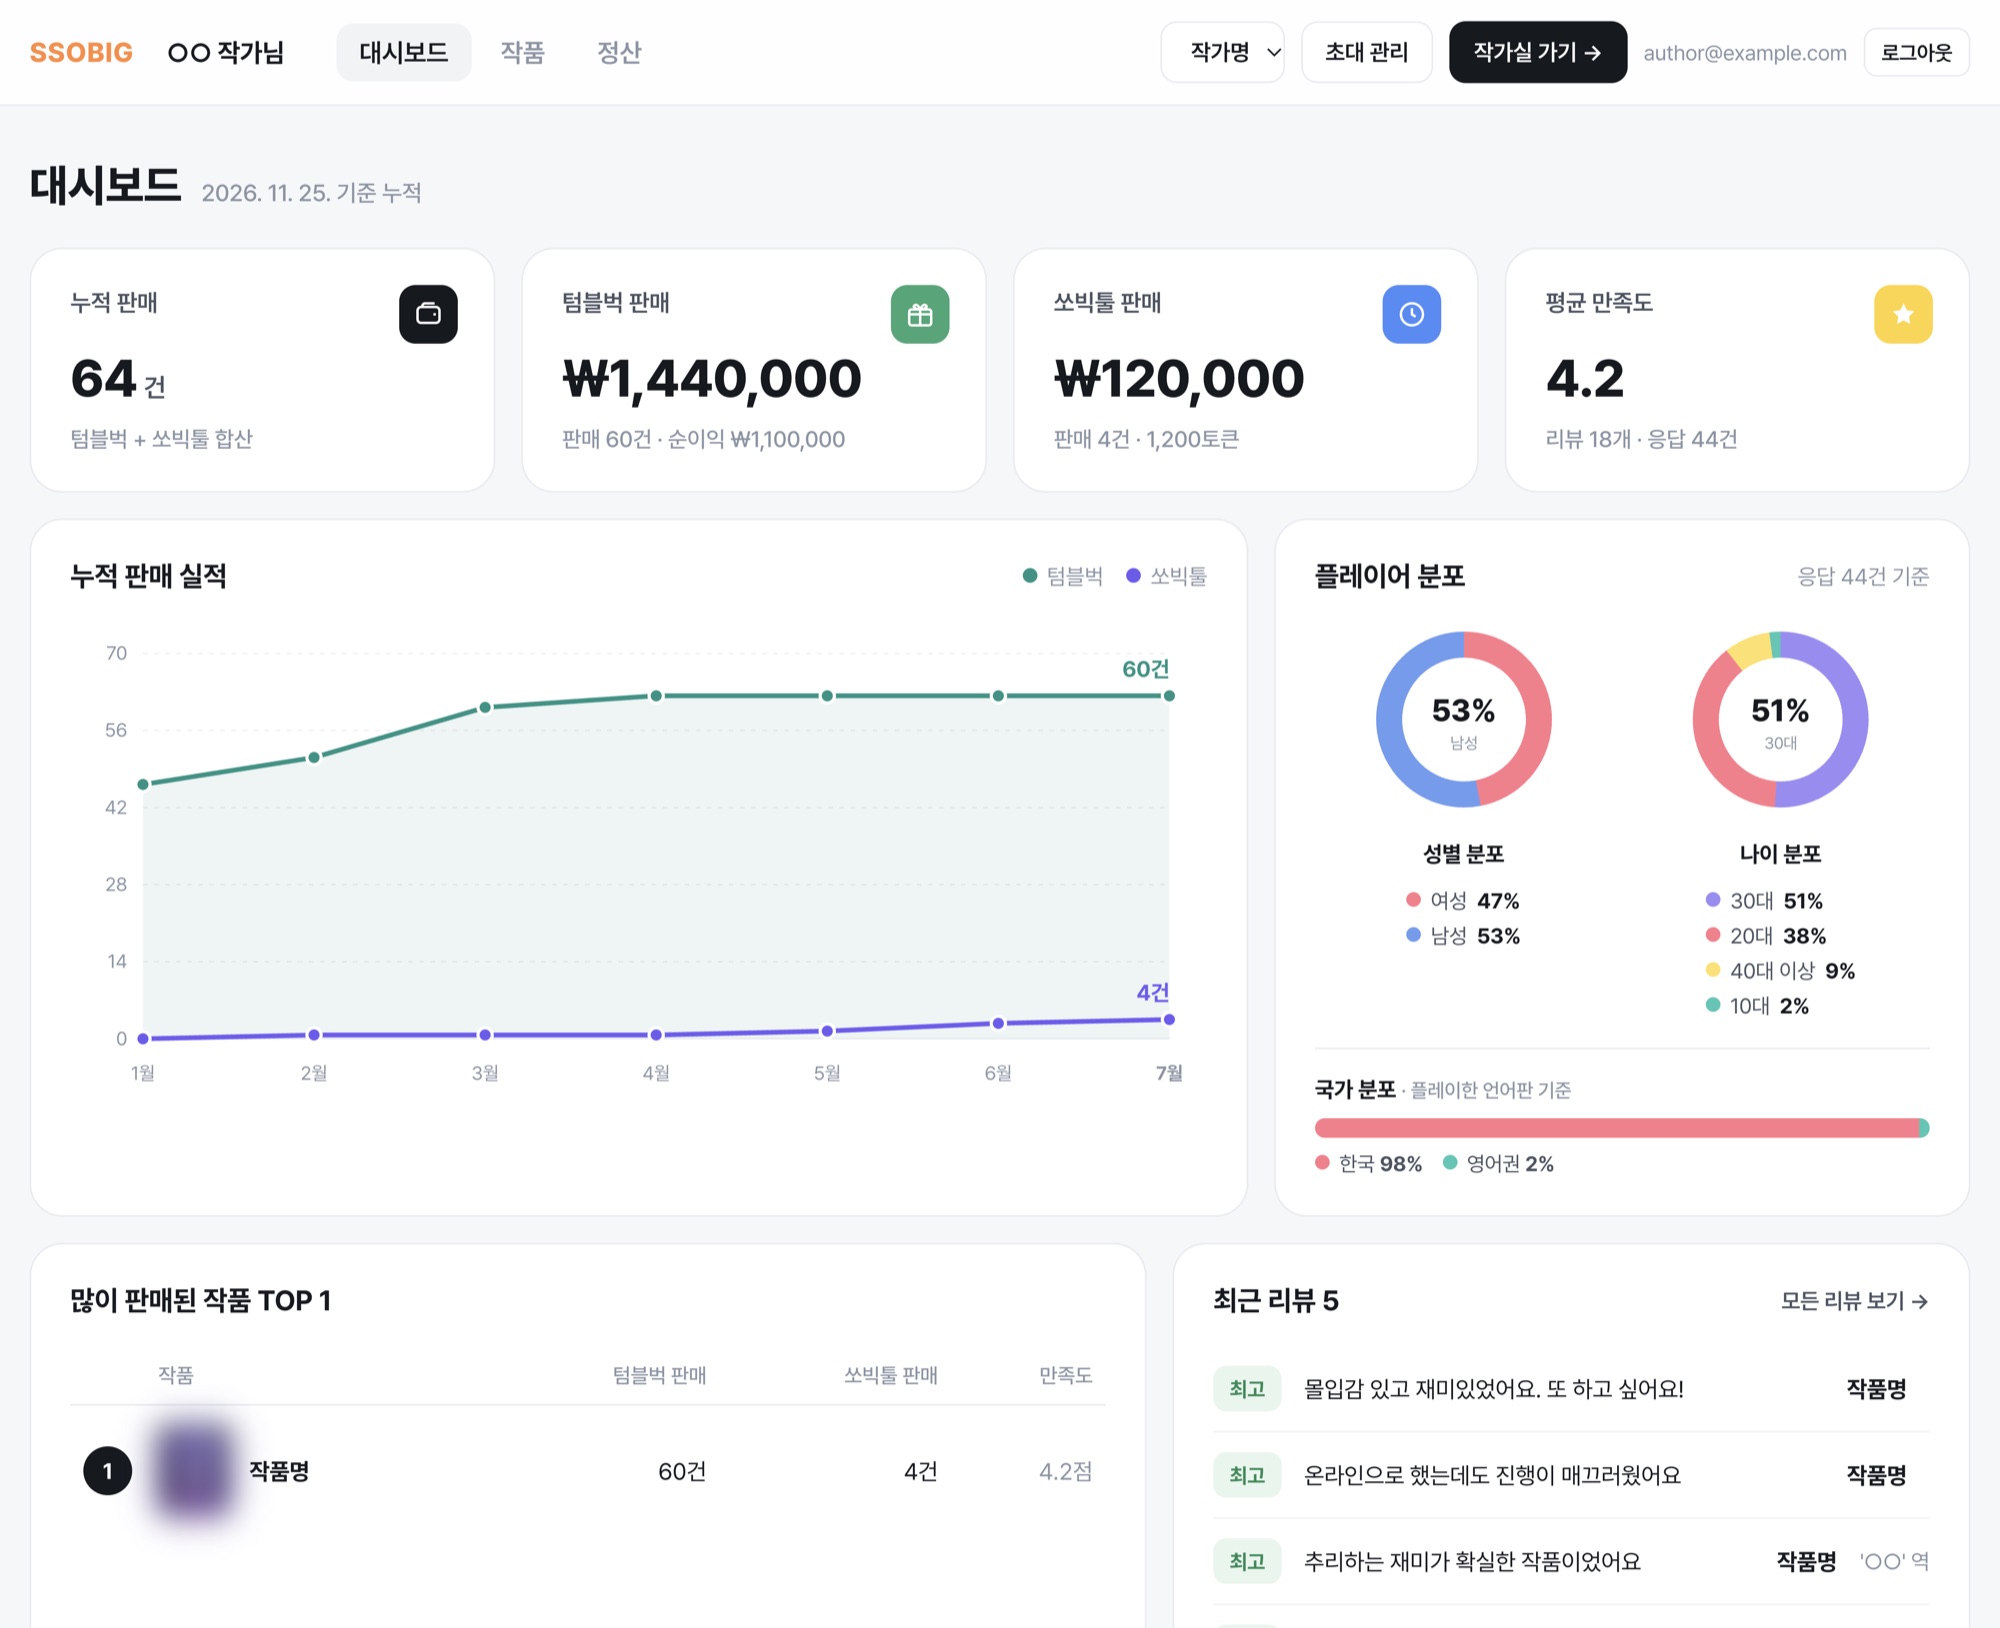 SSOBIG ○○ 작가님 대시보드 작품 정산 작가명 초대 관리 작가실 가기 → author@example.com 로그아웃
대시보드 2026. 11. 25. 기준 누적
누적 판매
64 건
텀블벅 + 쏘빅툴 합산
텀블벅 판매
₩1,440,000
판매 60건 · 순이익 ₩1,100,000
쏘빅툴 판매
₩120,000
판매 4건 · 1,200토큰
평균 만족도
4.2
리뷰 18개 · 응답 44건
누적 판매 실적
텀블벅 쏘빅툴
70
56
42
28
14
0
60건
4건
1월 2월 3월 4월 5월 6월 7월
플레이어 분포 응답 44건 기준
53%
남성
성별 분포
여성 47%
남성 53%
51%
30대
나이 분포
30대 51%
20대 38%
40대 이상 9%
10대 2%
국가 분포 · 플레이한 언어판 기준
한국 98% 영어권 2%
많이 판매된 작품 TOP 1
작품 텀블벅 판매 쏘빅툴 판매 만족도
1 작품명 60건 4건 4.2점
최근 리뷰 5 모든 리뷰 보기 →
최고 몰입감 있고 재미있었어요. 또 하고 싶어요! 작품명
최고 온라인으로 했는데도 진행이 매끄러웠어요 작품명
최고 추리하는 재미가 확실한 작품이었어요 작품명 '○○' 역